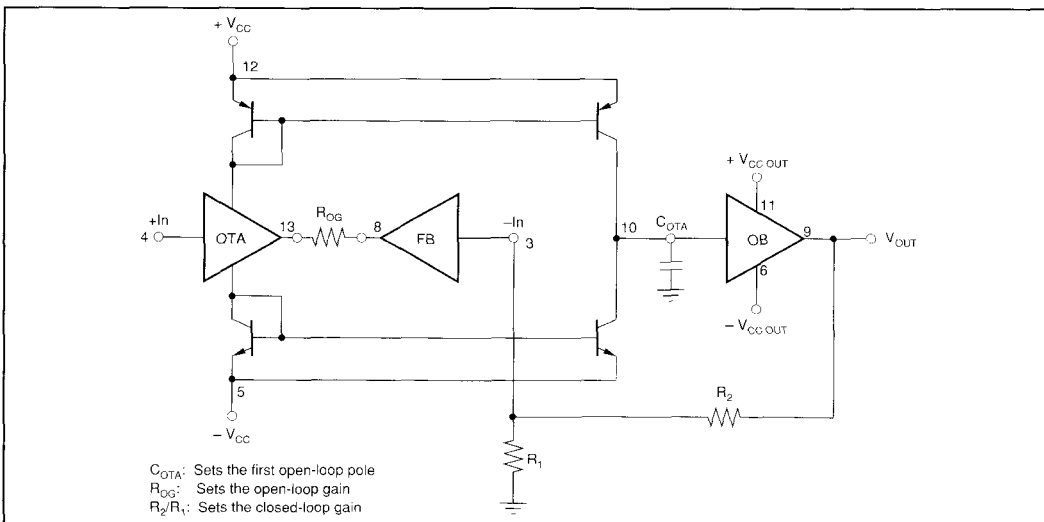 + V_CC
12
+In
4
OTA
13
R_OG
8
FB
–In
3
10
C_OTA
+ V_CC OUT
11
OB
9
V_OUT
6
– V_CC OUT
5
– V_CC
R_2
R_1
C_OTA: Sets the first open-loop pole
R_OG: Sets the open-loop gain
R_2/R_1: Sets the closed-loop gain